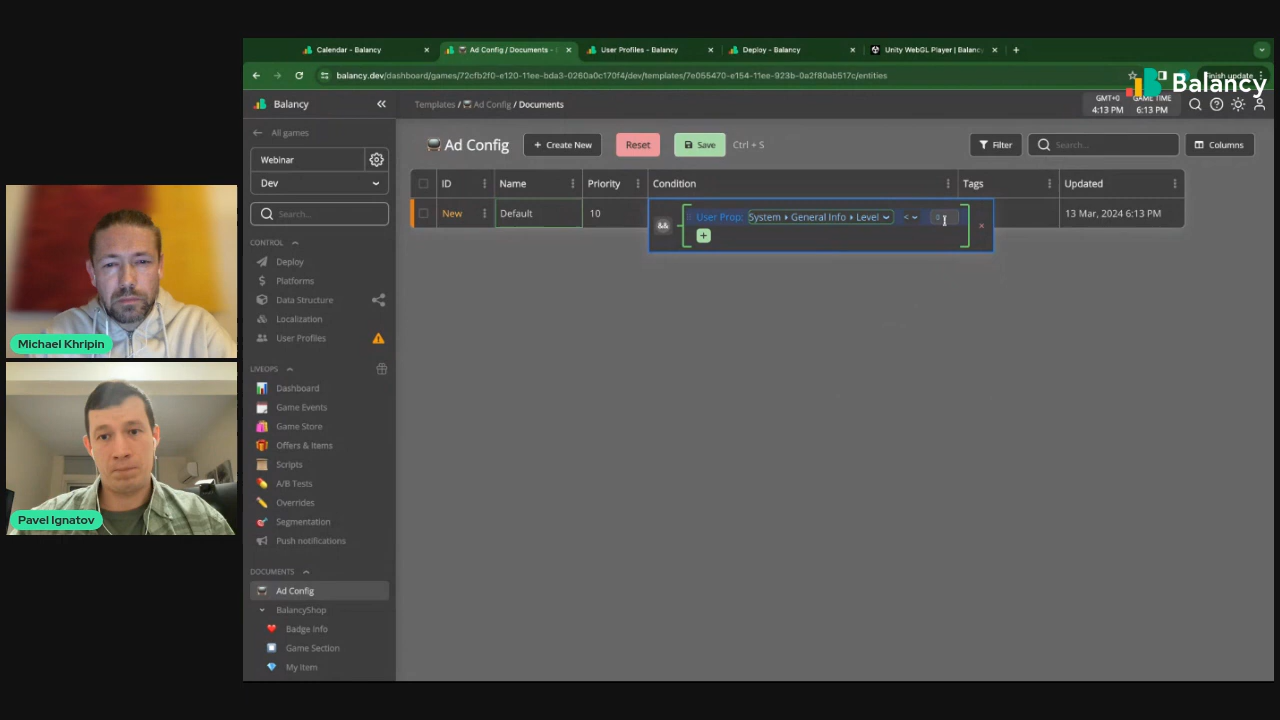 Calendar - Balancy
Ad Config / Documents -
User Profiles - Balancy
Deploy - Balancy
Unity WebGL Player | Balanc
balancy.dev/dashboard/games/72cfb2f0-e120-11ee-bda3-0260a0c170f4/dev/templates/7e055470-e154-11ee-923b-0a2f80ab517c/entities
Finish update
Balancy
Balancy
Templates / Ad Config / Documents
GMT+0
4:13 PM
GAME TIME
6:13 PM
All games
Webinar
Dev
Search...
Ad Config
Create New
Reset
Save
Ctrl + S
Filter
Search...
Columns
ID
Name
Priority
Condition
Tags
Updated
New
Default
10
&&
User Prop: System General Info Level
<
0
+
×
13 Mar, 2024 6:13 PM
CONTROL
Deploy
Platforms
Data Structure
Localization
User Profiles
LIVEOPS
Dashboard
Game Events
Game Store
Offers & Items
Scripts
A/B Tests
Overrides
Segmentation
Push notifications
DOCUMENTS
Ad Config
BalancyShop
Badge Info
Game Section
My Item
Michael Khripin
Pavel Ignatov